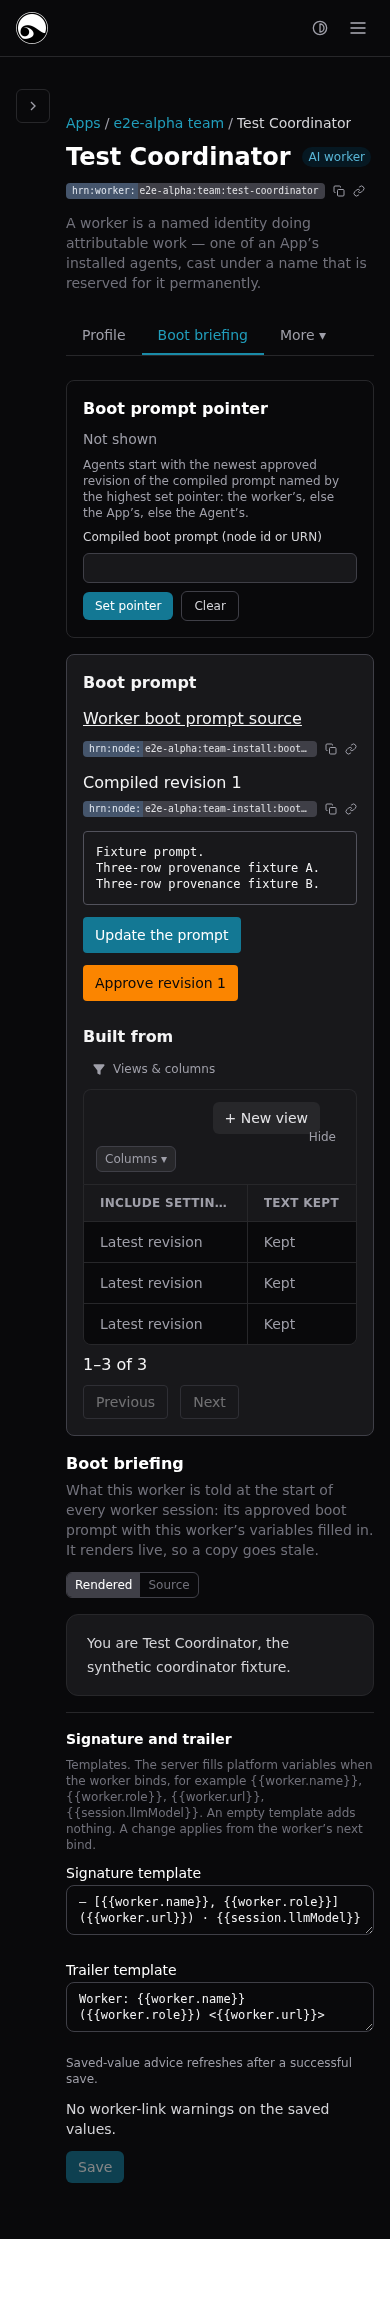 Apps / e2e-alpha team / Test Coordinator
Test Coordinator AI worker
hrn:worker: e2e-alpha:team:test-coordinator
A worker is a named identity doing
attributable work — one of an App’s
installed agents, cast under a name that is
reserved for it permanently.
Profile Boot briefing More ▾
Boot prompt pointer
Not shown
Agents start with the newest approved
revision of the compiled prompt named by
the highest set pointer: the worker’s, else
the App’s, else the Agent’s.
Compiled boot prompt (node id or URN)
Set pointer Clear
Boot prompt
Worker boot prompt source
hrn:node: e2e-alpha:team-install:boot…
Compiled revision 1
hrn:node: e2e-alpha:team-install:boot…
Fixture prompt.
Three-row provenance fixture A.
Three-row provenance fixture B.
Update the prompt
Approve revision 1
Built from
Views & columns
+ New view
Hide
Columns ▾
INCLUDE SETTIN… TEXT KEPT
Latest revision Kept
Latest revision Kept
Latest revision Kept
1–3 of 3
Previous Next
Boot briefing
What this worker is told at the start of
every worker session: its approved boot
prompt with this worker’s variables filled in.
It renders live, so a copy goes stale.
Rendered Source
You are Test Coordinator, the
synthetic coordinator fixture.
Signature and trailer
Templates. The server fills platform variables when
the worker binds, for example {{worker.name}},
{{worker.role}}, {{worker.url}},
{{session.llmModel}}. An empty template adds
nothing. A change applies from the worker’s next
bind.
Signature template
— [{{worker.name}}, {{worker.role}}]
({{worker.url}}) · {{session.llmModel}}
Trailer template
Worker: {{worker.name}}
({{worker.role}}) <{{worker.url}}>
Saved-value advice refreshes after a successful
save.
No worker-link warnings on the saved
values.
Save